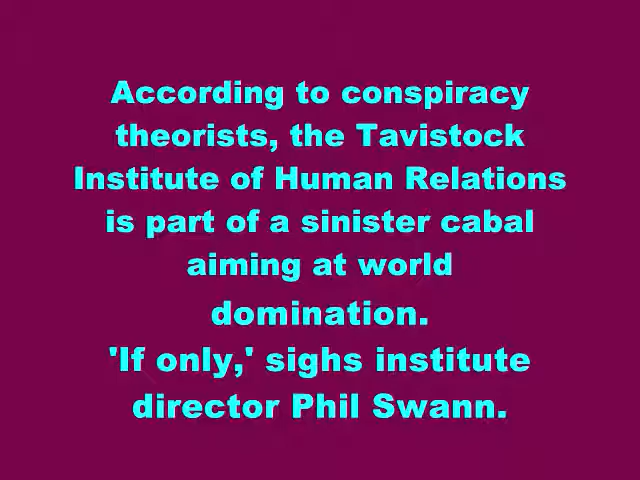 According to conspiracy
theorists, the Tavistock
Institute of Human Relations
is part of a sinister cabal
aiming at world
domination.
'If only,' sighs institute
director Phil Swann.